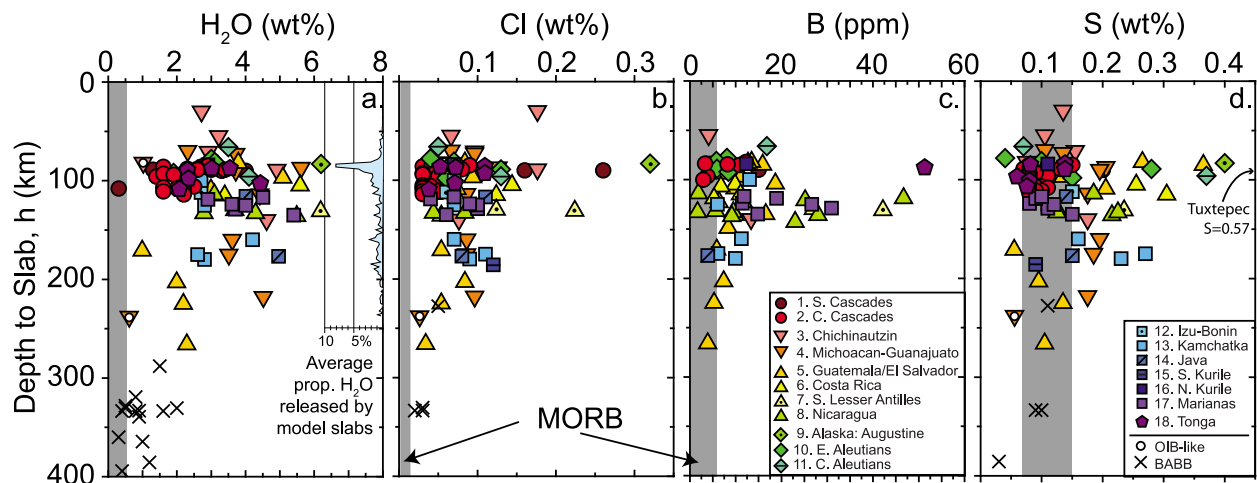 H2O (wt%)
0 2 4 6 8
Cl (wt%)
0 0.1 0.2 0.3
B (ppm)
0 20 40 60
S (wt%)
0 0.1 0.2 0.3 0.4
Depth to Slab, h (km)
0
100
200
300
400
a.
b.
c.
d.
10 5%
Average
prop. H2O
released by
model slabs
MORB
1. S. Cascades
2. C. Cascades
3. Chichinautzin
4. Michoacan-Guanajuato
5. Guatemala/El Salvador
6. Costa Rica
7. S. Lesser Antilles
8. Nicaragua
9. Alaska: Augustine
10. E. Aleutians
11. C. Aleutians
Tuxtepec
S=0.57
12. Izu-Bonin
13. Kamchatka
14. Java
15. S. Kurile
16. N. Kurile
17. Marianas
18. Tonga
OIB-like
BABB